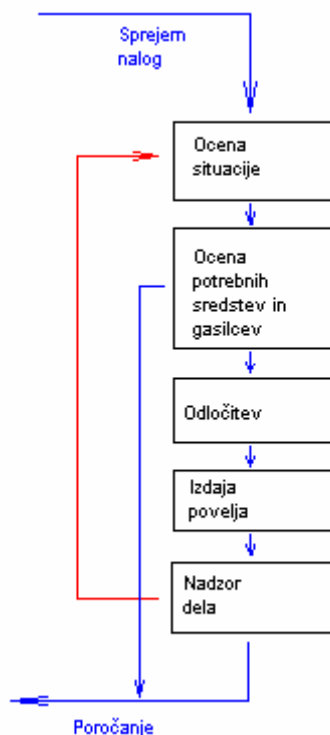 Sprejem
nalog
Ocena
situacije
Ocena
potrebnih
sredstev in
gasilcev
Odločitev
Izdaja
povelja
Nadzor
dela
Poročanje